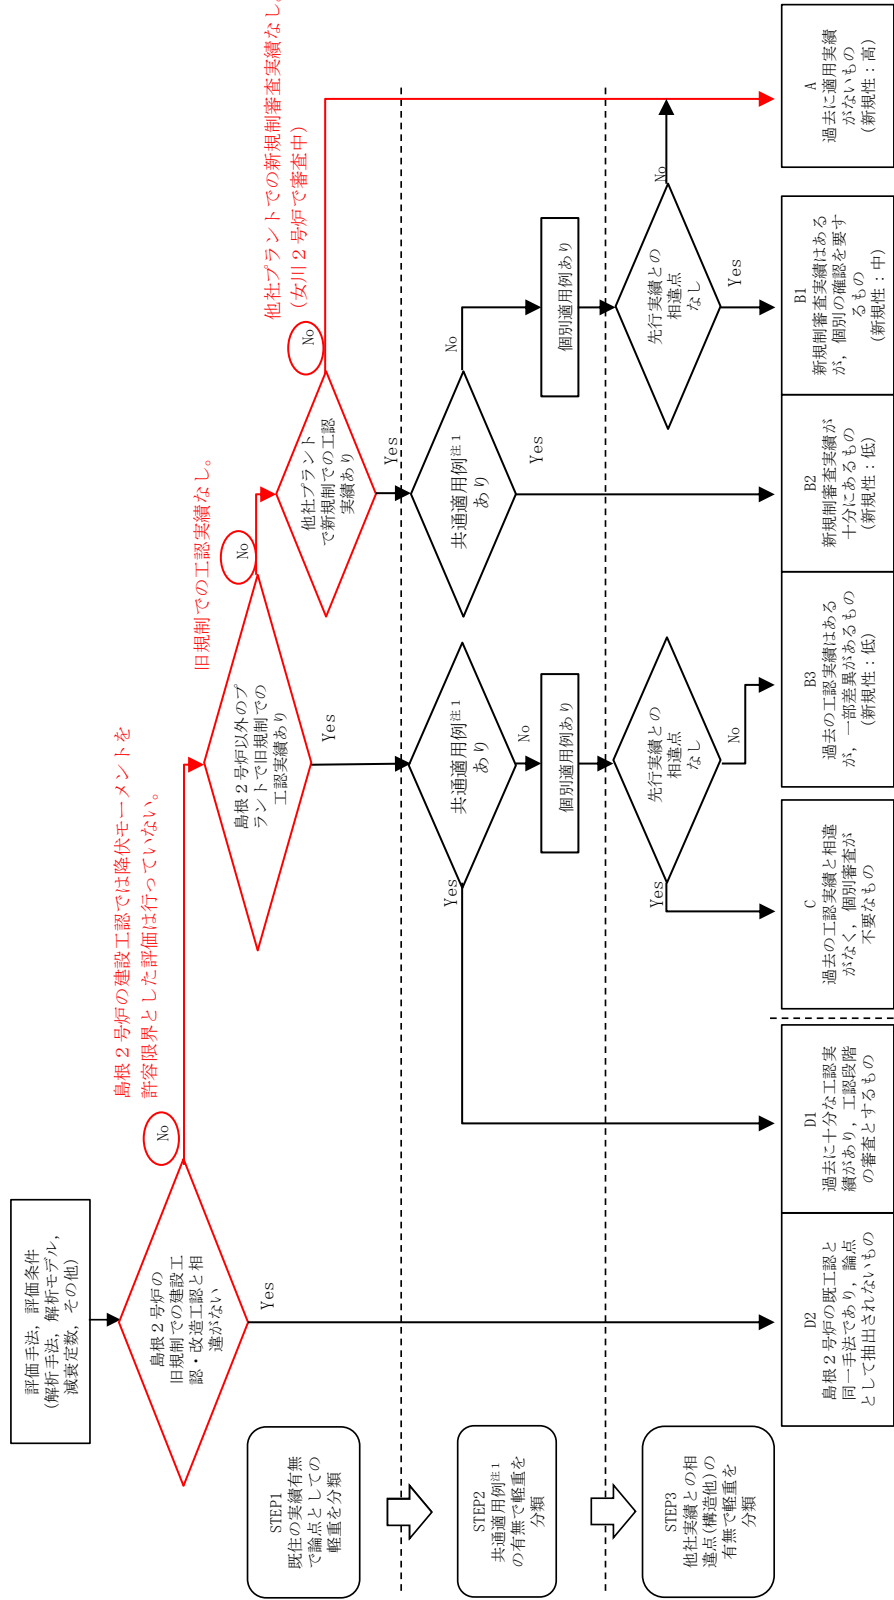 評価手法，評価条件
(解析手法，解析モデル，
減衰定数，その他)
STEP1
既往の実績有無
で論点としての
軽重を分類
島根２号炉の
旧規制での建設工
認・改造工認と相
違がない
Yes
No
島根２号炉の建設工認では降伏モーメントを
許容限界とした評価は行っていない。
島根２号炉以外のプ
ラントで旧規制での
工認実績あり
Yes
No
旧規制での工認実績なし。
他社プラント
で新規制での工認
実績あり
Yes
No
他社プラントでの新規制審査実績なし。
(女川２号炉で審査中)
STEP2
共通適用例注1
の有無で軽重を
分類
共通適用例注1
あり
Yes
No
個別適用例あり
共通適用例注1
あり
Yes
No
個別適用例あり
STEP3
他社実績との相
違点(構造他)の
有無で軽重を
分類
先行実績との
相違点
なし
Yes
No
先行実績との
相違点
なし
Yes
No
D2
島根２号炉の既工認と
同一手法であり，論点
として抽出されないもの
D1
過去に十分な工認実
績があり，工認段階
の審査とするもの
C
過去の工認実績と相違
がなく，個別審査が
不要なもの
B3
過去の工認実績はある
が，一部差異があるもの
(新規性：低)
B2
新規制審査実績が
十分にあるもの
(新規性：低)
B1
新規制審査実績はある
が，個別の確認を要す
るもの
(新規性：中)
A
過去に適用実績
がないもの
(新規性：高)